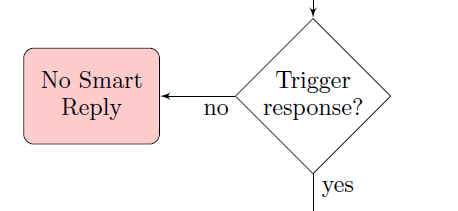 No Smart
Reply
no
Trigger
response?
yes